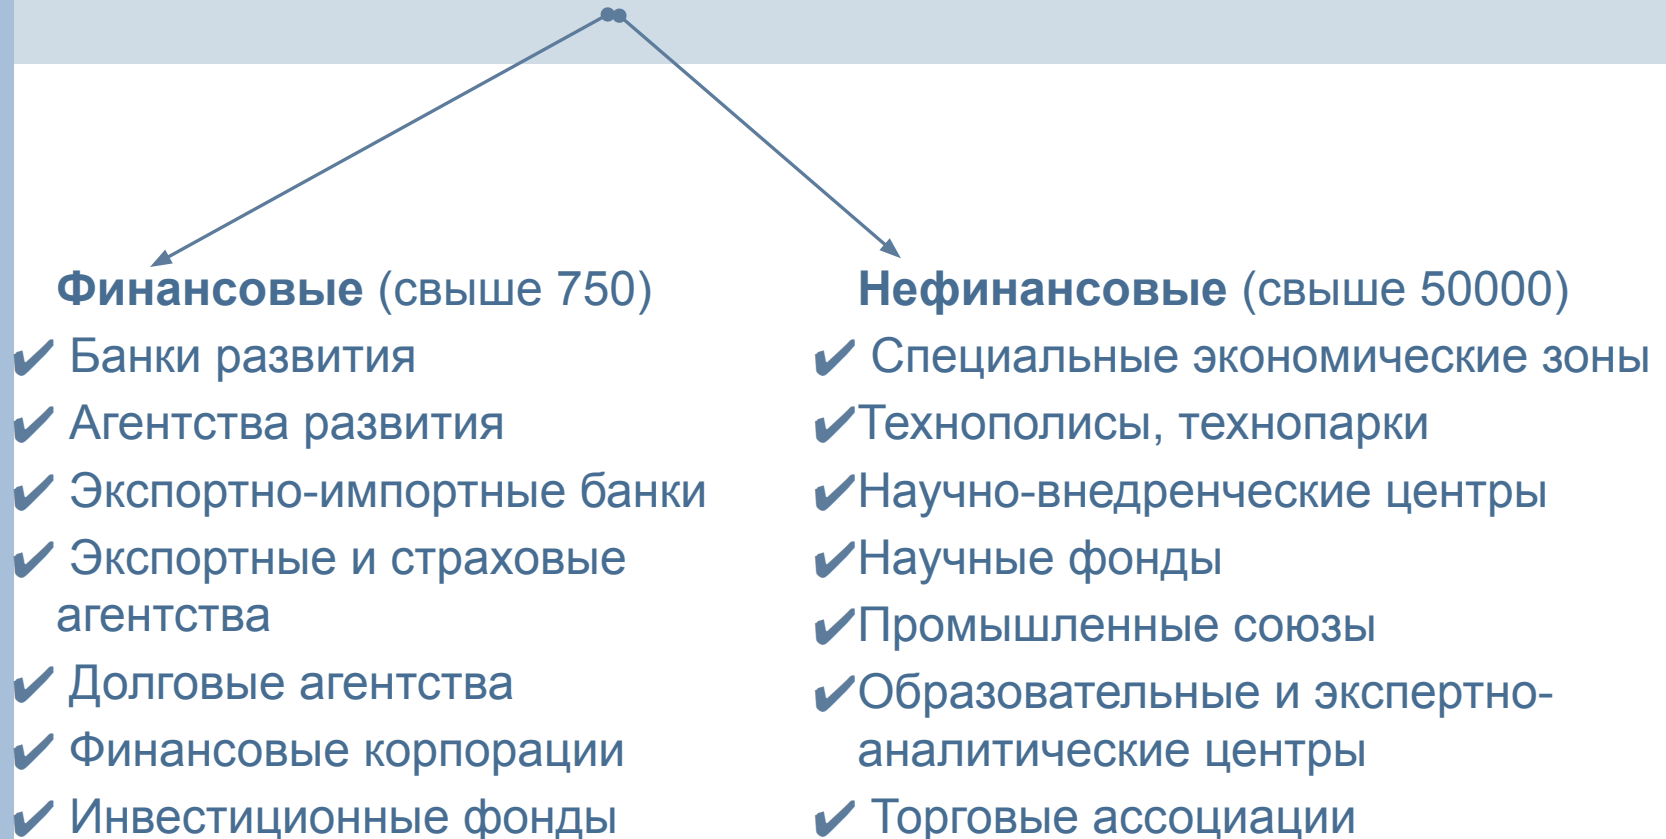 Финансовые (свыше 750)
✔ Банки развития
✔ Агентства развития
✔ Экспортно-импортные банки
✔ Экспортные и страховые
агентства
✔ Долговые агентства
✔ Финансовые корпорации
✔ Инвестиционные фонды
Нефинансовые (свыше 50000)
✔ Специальные экономические зоны
✔Технополисы, технопарки
✔Научно-внедренческие центры
✔Научные фонды
✔Промышленные союзы
✔Образовательные и экспертно-
аналитические центры
✔ Торговые ассоциации